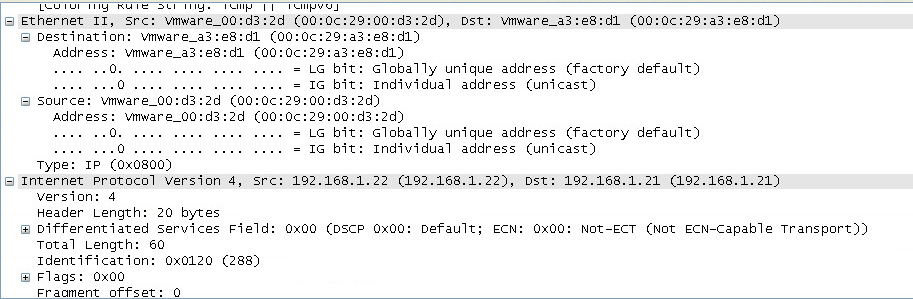 [Coloring Rule String: icmp || icmpv6]
Ethernet II, Src: Vmware_00:d3:2d (00:0c:29:00:d3:2d), Dst: Vmware_a3:e8:d1 (00:0c:29:a3:e8:d1)
Destination: Vmware_a3:e8:d1 (00:0c:29:a3:e8:d1)
Address: Vmware_a3:e8:d1 (00:0c:29:a3:e8:d1)
.... ..0. .... .... .... .... = LG bit: Globally unique address (factory default)
.... ...0 .... .... .... .... = IG bit: Individual address (unicast)
Source: Vmware_00:d3:2d (00:0c:29:00:d3:2d)
Address: Vmware_00:d3:2d (00:0c:29:00:d3:2d)
.... ..0. .... .... .... .... = LG bit: Globally unique address (factory default)
.... ...0 .... .... .... .... = IG bit: Individual address (unicast)
Type: IP (0x0800)
Internet Protocol Version 4, Src: 192.168.1.22 (192.168.1.22), Dst: 192.168.1.21 (192.168.1.21)
Version: 4
Header Length: 20 bytes
Differentiated Services Field: 0x00 (DSCP 0x00: Default; ECN: 0x00: Not-ECT (Not ECN-Capable Transport))
Total Length: 60
Identification: 0x0120 (288)
Flags: 0x00
Fragment offset: 0